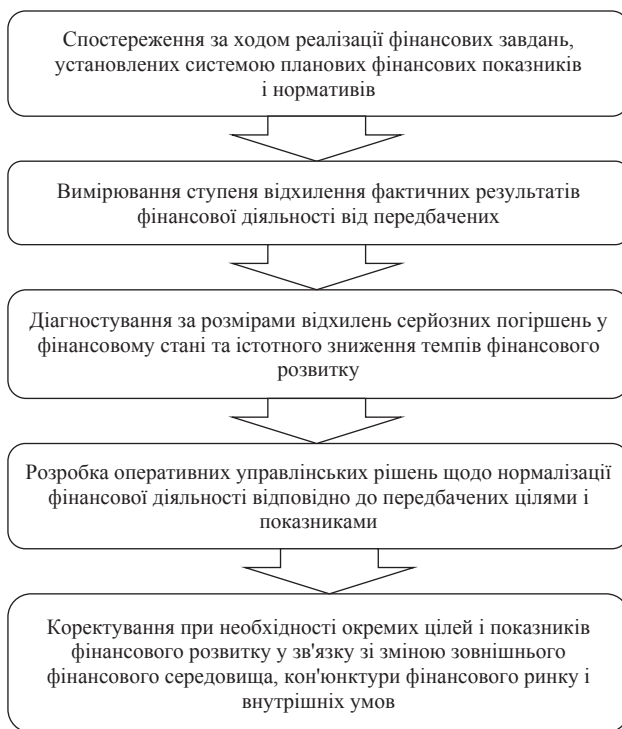 Спостереження за ходом реалізації фінансових завдань,
установлених системою планових фінансових показників
і нормативів
Вимірювання ступеня відхилення фактичних результатів
фінансової діяльності від передбачених
Діагностування за розмірами відхилень серйозних погіршень у
фінансовому стані та істотного зниження темпів фінансового
розвитку
Розробка оперативних управлінських рішень щодо нормалізації
фінансової діяльності відповідно до передбачених цілями і
показниками
Коректування при необхідності окремих цілей і показників
фінансового розвитку у зв'язку зі зміною зовнішнього
фінансового середовища, кон'юнктури фінансового ринку і
внутрішніх умов